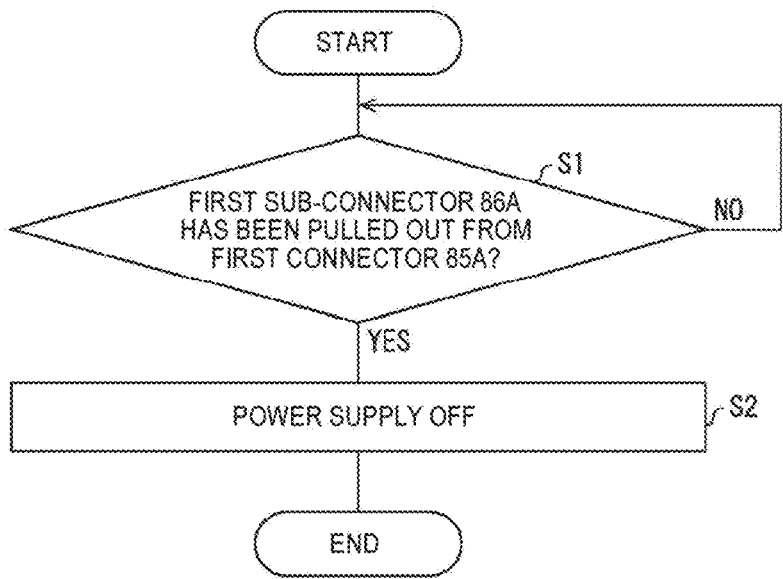 START
S1
FIRST SUB-CONNECTOR 86A
HAS BEEN PULLED OUT FROM
FIRST CONNECTOR 85A?
NO
YES
POWER SUPPLY OFF
S2
END